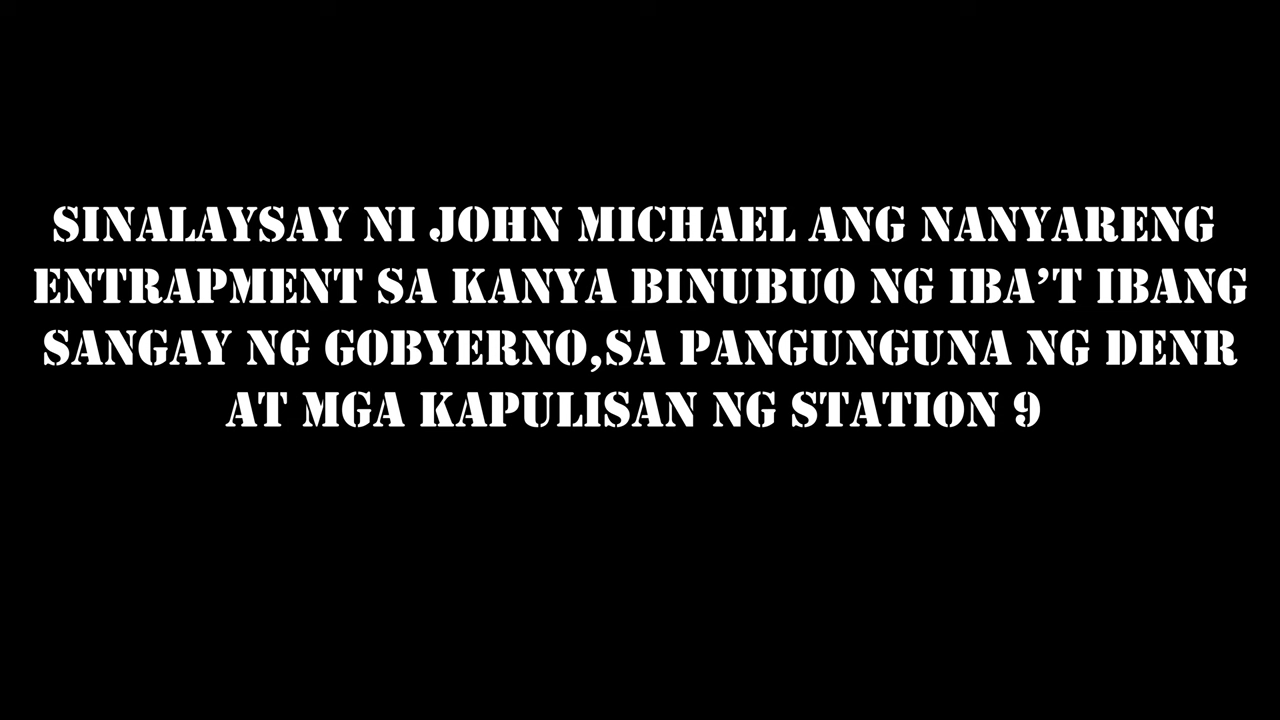 SINALAYSAY NI JOHN MICHAEL ANG NANYARENG
ENTRAPMENT SA KANYA BINUBUO NG IBA'T IBANG
SANGAY NG GOBYERNO,SA PANGUNGUNA NG DENR
AT MGA KAPULISAN NG STATION 9